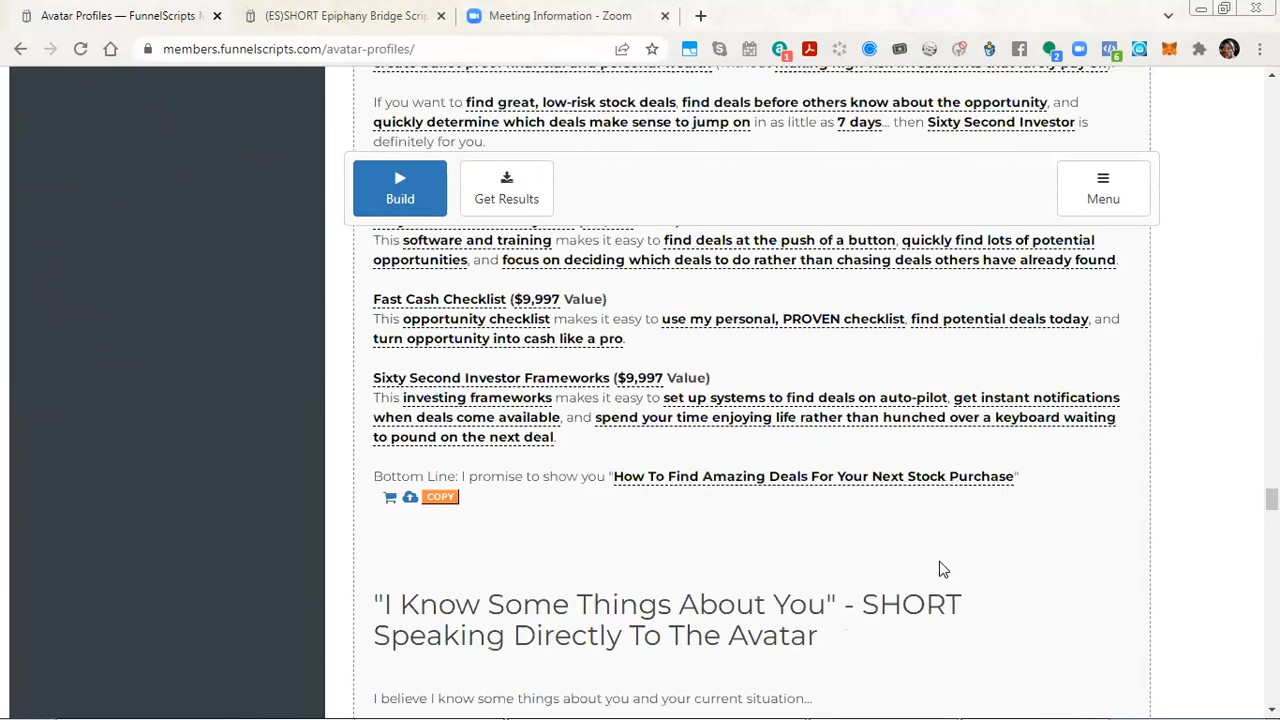 Avatar Profiles — FunnelScripts M
(ES)SHORT Epiphany Bridge Scrip
Meeting Information - Zoom
members.funnelscripts.com/avatar-profiles/
1
2
6
If you want to find great, low-risk stock deals, find deals before others know about the opportunity, and
quickly determine which deals make sense to jump on in as little as 7 days... then Sixty Second Investor is
definitely for you.
Build
Get Results
Menu
This software and training makes it easy to find deals at the push of a button, quickly find lots of potential
opportunities, and focus on deciding which deals to do rather than chasing deals others have already found.
Fast Cash Checklist ($9,997 Value)
This opportunity checklist makes it easy to use my personal, PROVEN checklist, find potential deals today, and
turn opportunity into cash like a pro.
Sixty Second Investor Frameworks ($9,997 Value)
This investing frameworks makes it easy to set up systems to find deals on auto-pilot, get instant notifications
when deals come available, and spend your time enjoying life rather than hunched over a keyboard waiting
to pound on the next deal.
Bottom Line: I promise to show you "How To Find Amazing Deals For Your Next Stock Purchase"
COPY
"I Know Some Things About You" - SHORT
Speaking Directly To The Avatar
I believe I know some things about you and your current situation...